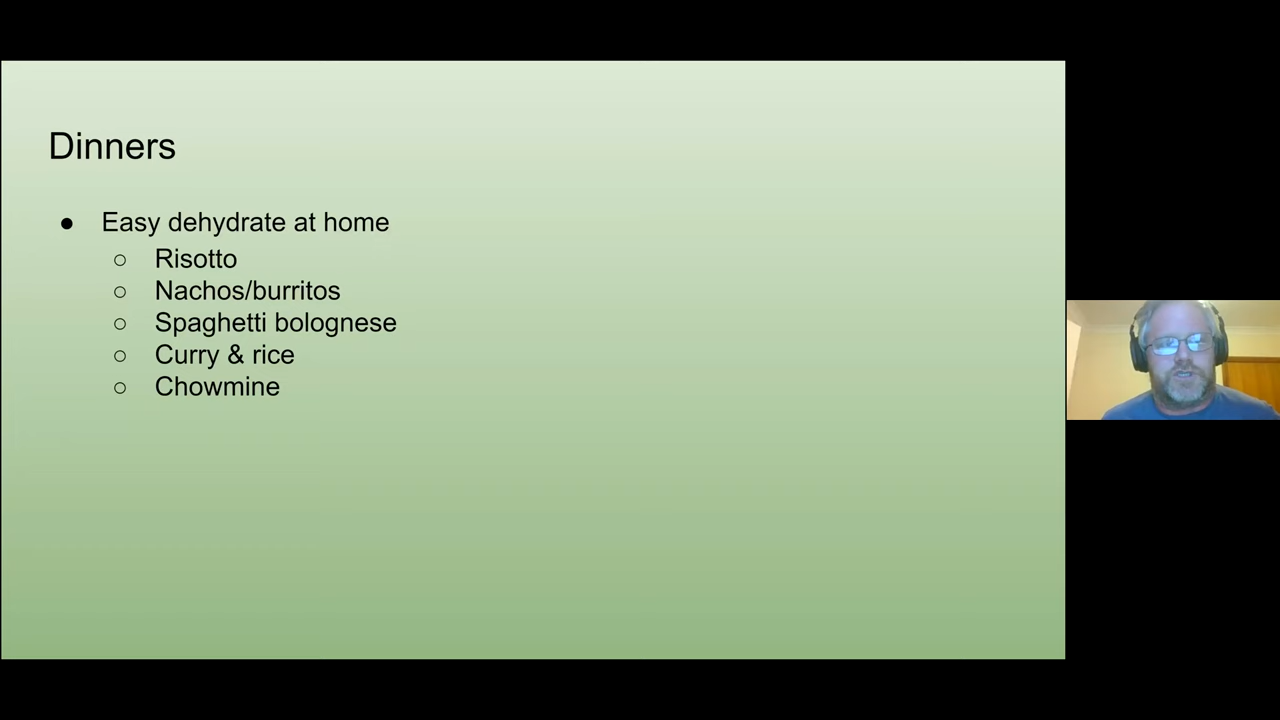 Dinners
● Easy dehydrate at home
○ Risotto
○ Nachos/burritos
○ Spaghetti bolognese
○ Curry & rice
○ Chowmine